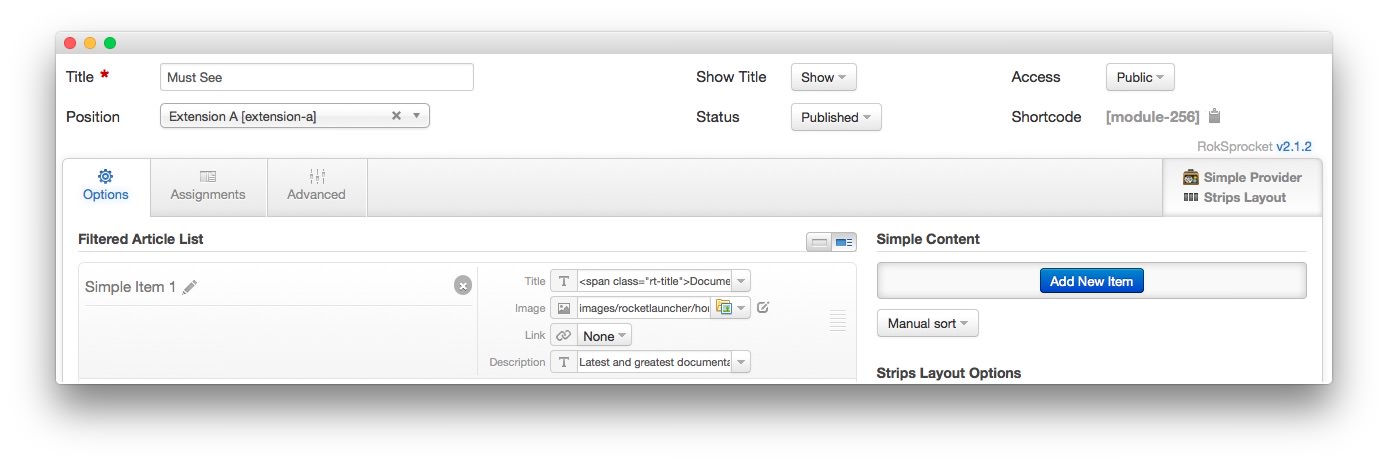 Title * Must See Show Title Show Access Public
Position Extension A [extension-a] Status Published Shortcode [module-256]
RokSprocket v2.1.2
Options Assignments Advanced Simple Provider
Strips Layout
Filtered Article List Simple Content
Simple Item 1 Title T <span class="rt-title">Docume Add New Item
Image images/rocketlauncher/ho
Link None Manual sort
Description T Latest and greatest documenta
Strips Layout Options